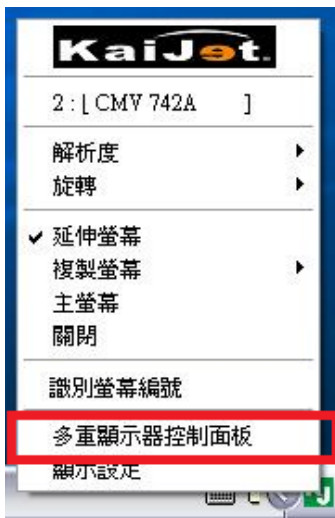 KaiJet.
2 : [ CMV 742A ]
解析度
旋轉
延伸螢幕
複製螢幕
主螢幕
關閉
識別螢幕編號
多重顯示器控制面板
顯示設定